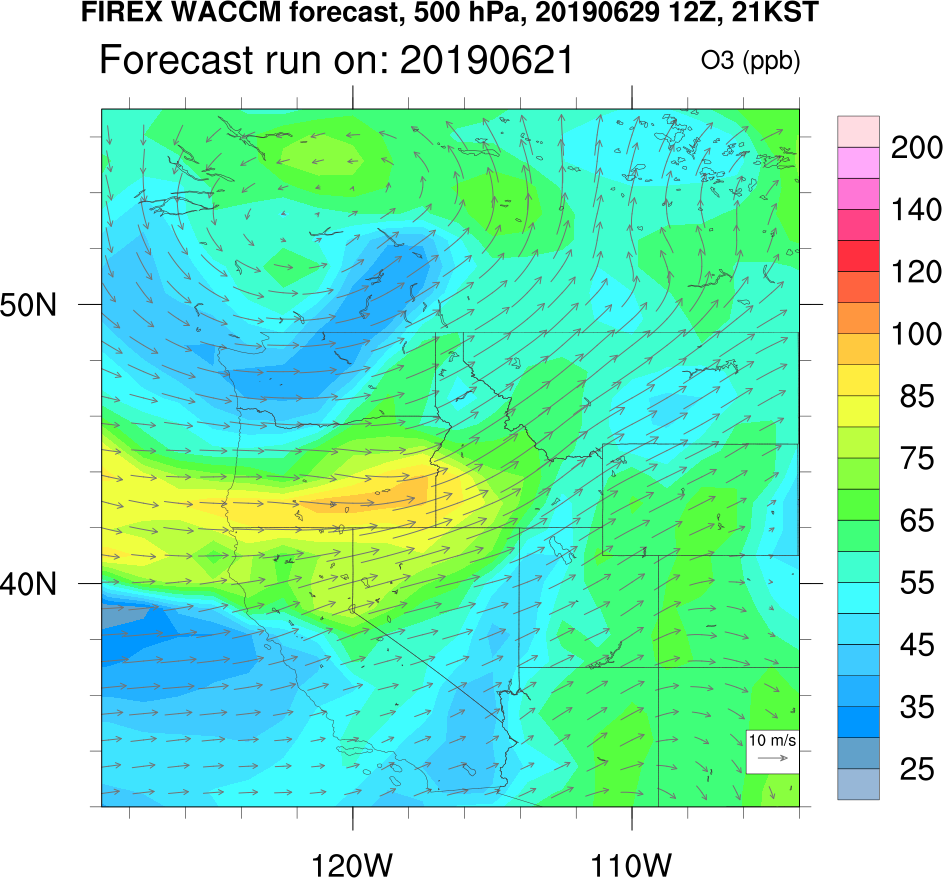 FIREX WACCM forecast, 500 hPa, 20190629 12Z, 21KST
Forecast run on: 20190621
O3 (ppb)
50N
40N
120W
110W
10 m/s
200
140
120
100
85
75
65
55
45
35
25